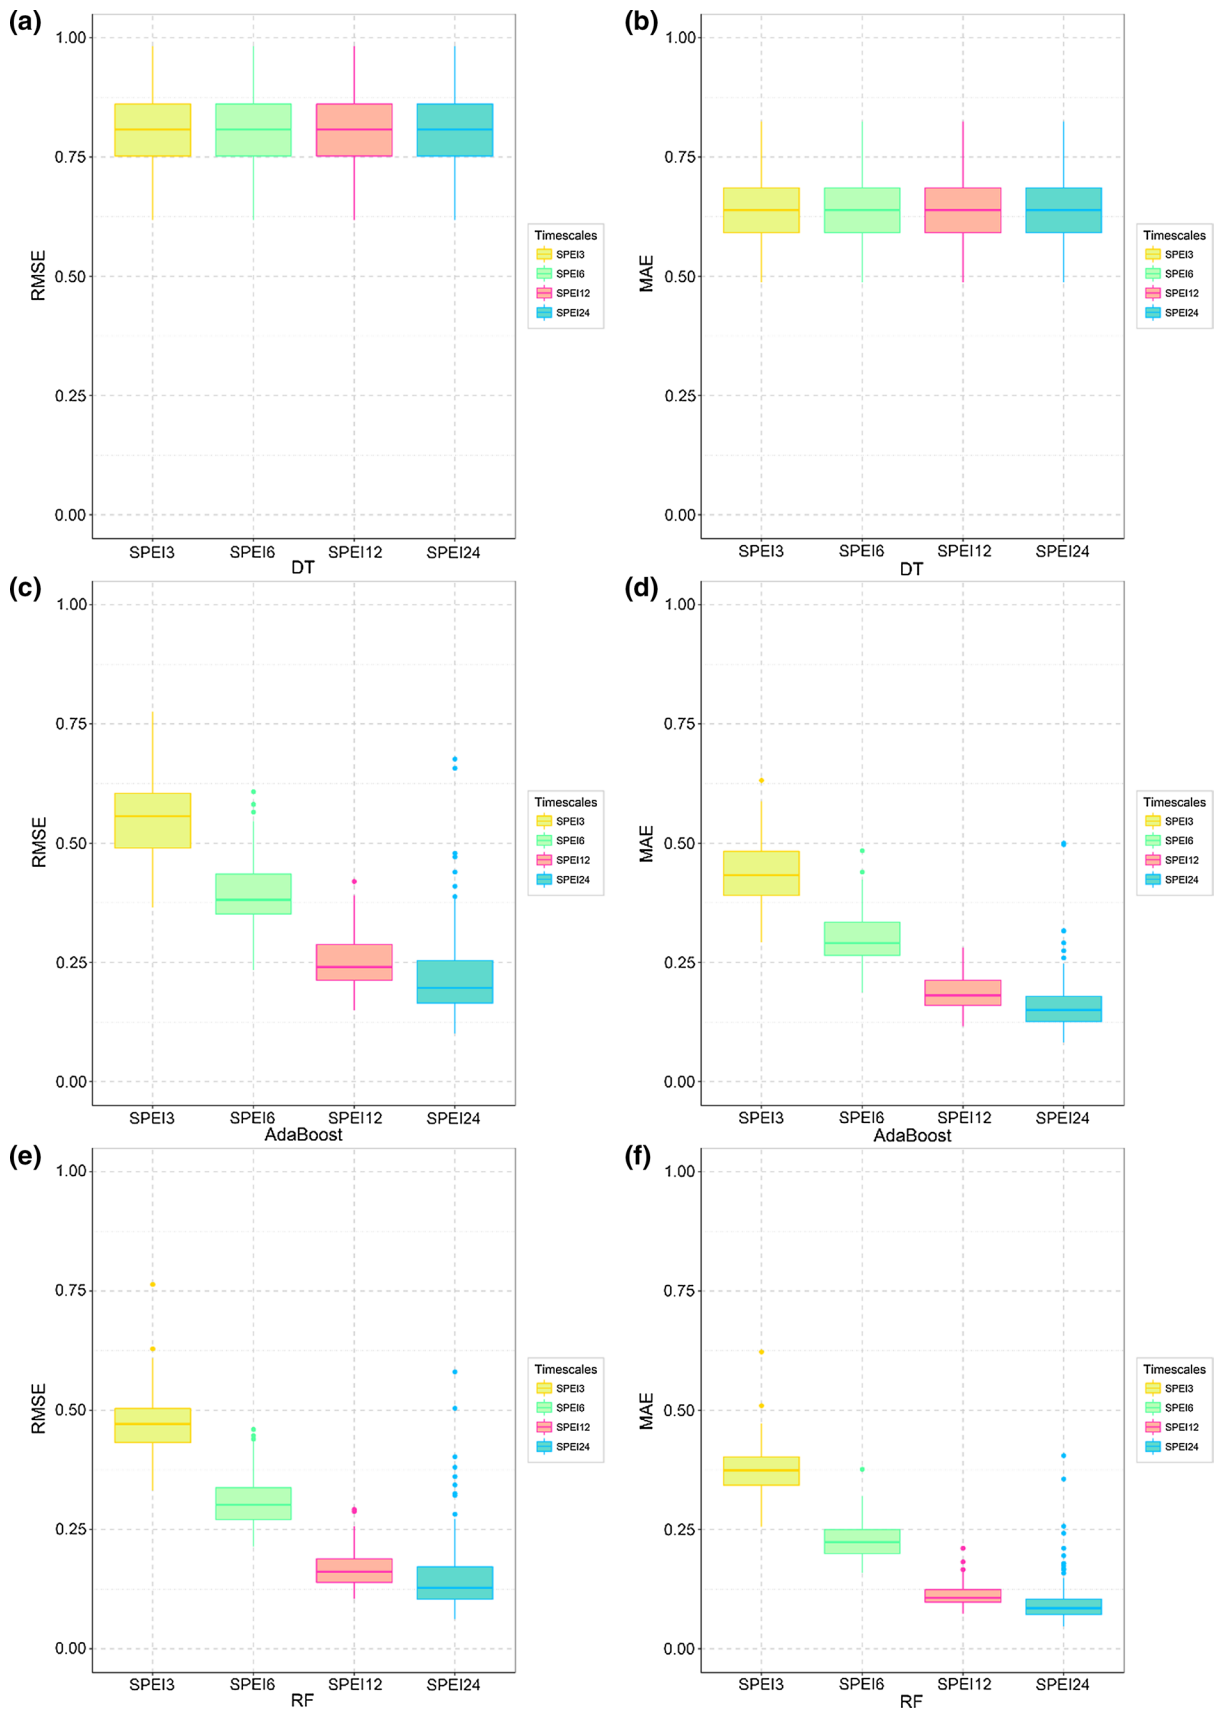 (a)
1.00
0.75
0.50
0.25
0.00
RMSE
SPEI3 SPEI6 SPEI12 SPEI24
DT
Timescales
SPEI3
SPEI6
SPEI12
SPEI24
(b)
1.00
0.75
0.50
0.25
0.00
MAE
SPEI3 SPEI6 SPEI12 SPEI24
DT
Timescales
SPEI3
SPEI6
SPEI12
SPEI24
(c)
1.00
0.75
0.50
0.25
0.00
RMSE
SPEI3 SPEI6 SPEI12 SPEI24
AdaBoost
Timescales
SPEI3
SPEI6
SPEI12
SPEI24
(d)
1.00
0.75
0.50
0.25
0.00
MAE
SPEI3 SPEI6 SPEI12 SPEI24
AdaBoost
Timescales
SPEI3
SPEI6
SPEI12
SPEI24
(e)
1.00
0.75
0.50
0.25
0.00
RMSE
SPEI3 SPEI6 SPEI12 SPEI24
RF
Timescales
SPEI3
SPEI6
SPEI12
SPEI24
(f)
1.00
0.75
0.50
0.25
0.00
MAE
SPEI3 SPEI6 SPEI12 SPEI24
RF
Timescales
SPEI3
SPEI6
SPEI12
SPEI24